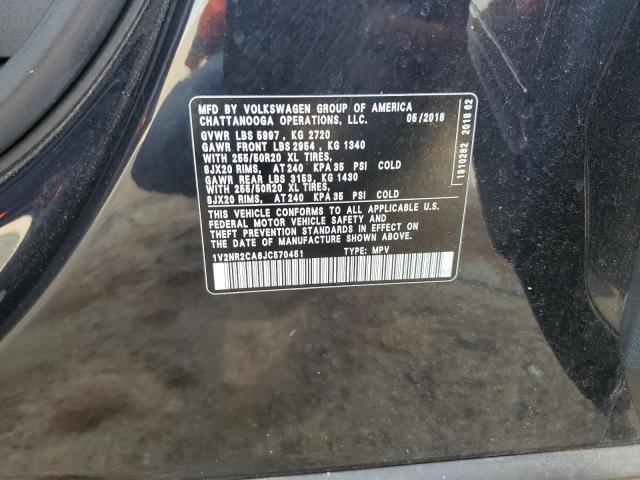 MFD BY VOLKSWAGEN GROUP OF AMERICA
CHATTANOOGA OPERATIONS, LLC. 05/2018
GVWR LBS 5997 , KG 2720
GAWR FRONT LBS 2954 , KG 1340
WITH 255/50R20 XL TIRES,
8JX20 RIMS, AT 240 KPA 35 PSI COLD
GAWR REAR LBS 3153, KG 1430
WITH 255/50R20 XL TIRES,
8JX20 RIMS, AT 240 KPA 35 PSI COLD
THIS VEHICLE CONFORMS TO ALL APPLICABLE U.S.
FEDERAL MOTOR VEHICLE SAFETY AND
THEFT PREVENTION STANDARDS IN EFFECT ON
THE DATE OF MANUFACTURE SHOWN ABOVE.
1V2NR2CA6JC570451 TYPE: MPV
1910282 2018 62